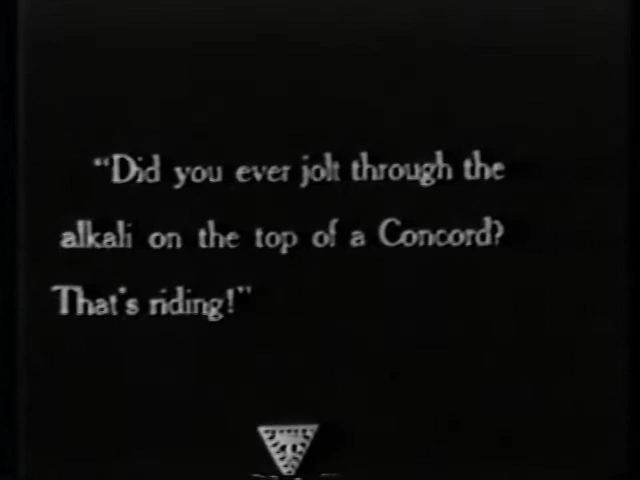 "Did you ever jolt through the
alkali on the top of a Concord?
That's riding!"